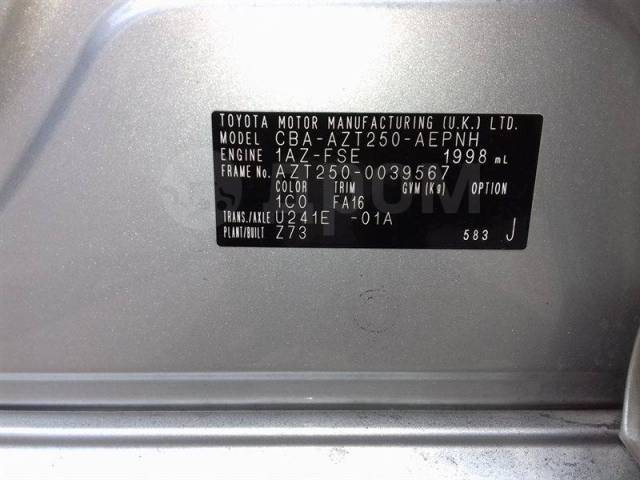 TOYOTA MOTOR MANUFACTURING (U.K.) LTD.
MODEL CBA-AZT250-AEPNH
ENGINE 1AZ-FSE 1998 mL
FRAME No. AZT250-0039567
COLOR TRIM GVM (Kg) OPTION
1C0 FA16
TRANS./AXLE U241E -01A
PLANT/BUILT Z73 583 J